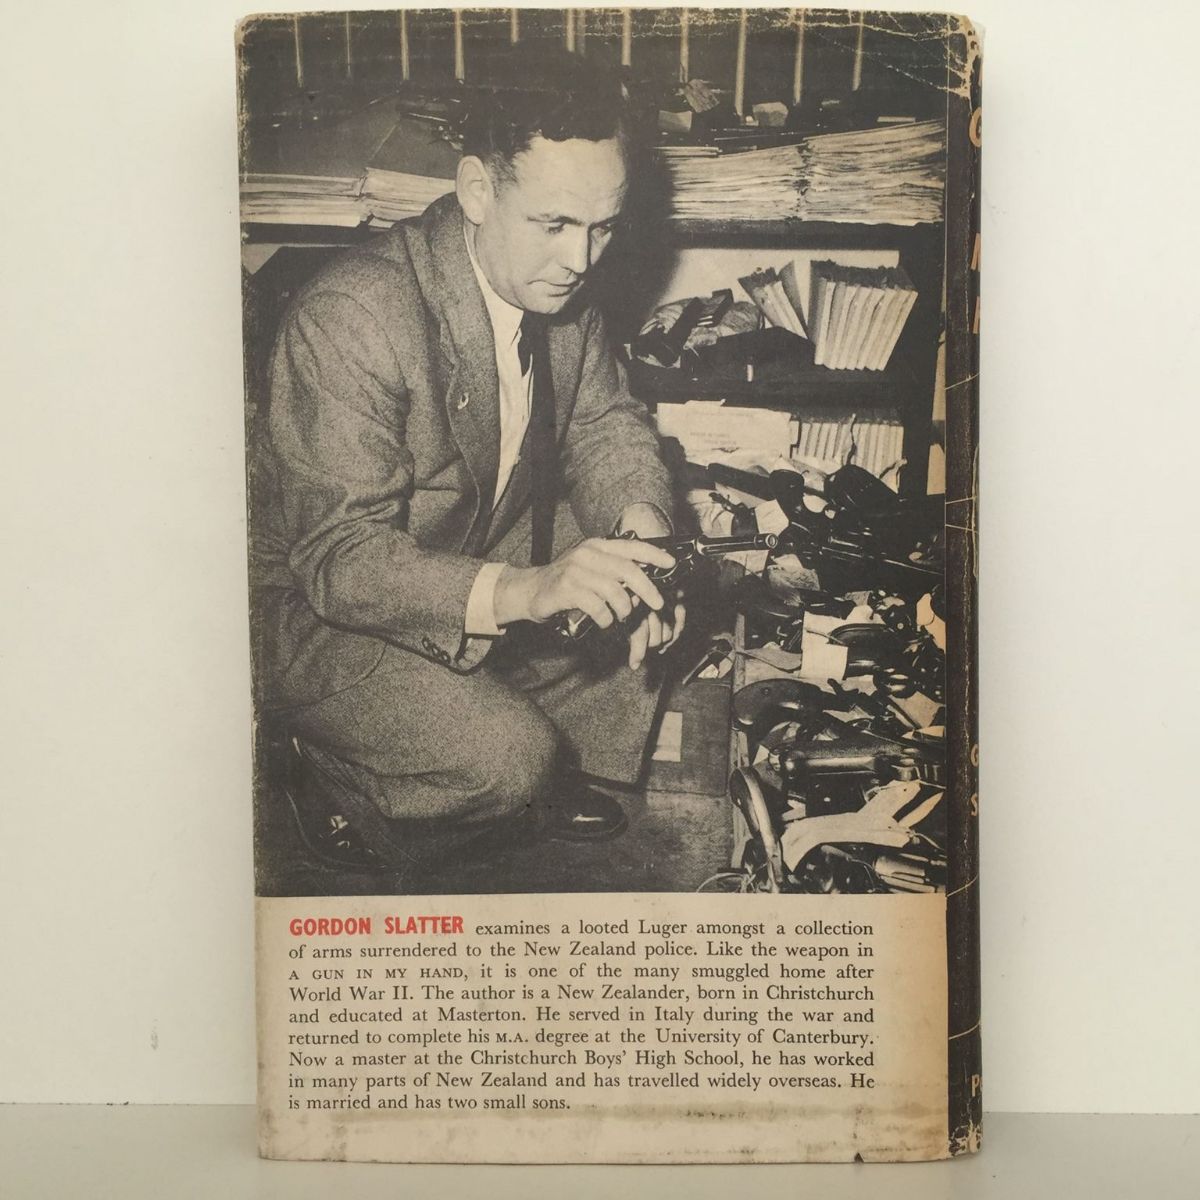 GORDON SLATTER examines a looted Luger amongst a collection
of arms surrendered to the New Zealand police. Like the weapon in
A GUN IN MY HAND, it is one of the many smuggled home after
World War II. The author is a New Zealander, born in Christchurch
and educated at Masterton. He served in Italy during the war and
returned to complete his M.A. degree at the University of Canterbury.
Now a master at the Christchurch Boys' High School, he has worked
in many parts of New Zealand and has travelled widely overseas. He
is married and has two small sons.